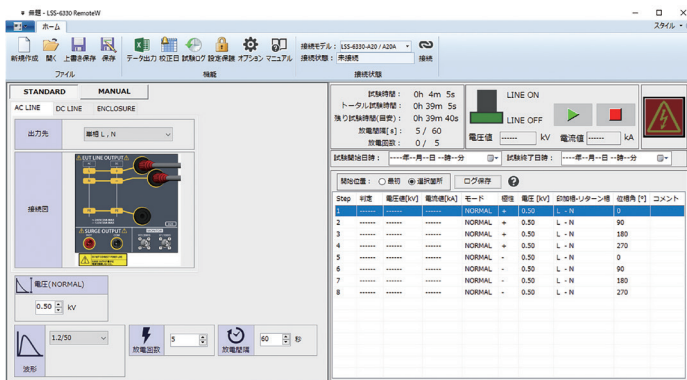 無題 - LSS-6330 RemoteW
ホーム
スタイル
新規作成 開く 上書き保存 保存 データ出力 校正日 試験ログ 設定保護 オプション マニュアル
接続モデル： LSS-6330-A20 / A20A
接続状態： 未接続
接続
ファイル 機能 接続状態
STANDARD MANUAL
AC LINE DC LINE ENCLOSURE
出力先 単相 L , N
接続図
EUT LINE OUTPUT
SURGE OUTPUT
電圧(NORMAL)
0.50 kV
波形 1.2/50
放電回数 5
放電間隔 60 秒
試験時間： 0h 4m 5s
トータル試験時間： 0h 39m 5s
残り試験時間(目安)： 0h 39m 40s
放電間隔[s]： 5 / 60
放電回数： 0 / 5
LINE ON
LINE OFF
電圧値 ------ kV 電流値 ------ kA
試験開始日時： ----年--月--日 --時--分 試験終了日時： ----年--月--日 --時--分
開始位置： 最初 選択箇所 ログ保存
Step 判定 電圧値[kV] 電流値[kA] モード 極性 電圧 [kV] 印加相-リターン相 位相角 [°] コメント
1 ------ ------ ------ NORMAL + 0.50 L - N 0
2 ------ ------ ------ NORMAL + 0.50 L - N 90
3 ------ ------ ------ NORMAL + 0.50 L - N 180
4 ------ ------ ------ NORMAL + 0.50 L - N 270
5 ------ ------ ------ NORMAL - 0.50 L - N 0
6 ------ ------ ------ NORMAL - 0.50 L - N 90
7 ------ ------ ------ NORMAL - 0.50 L - N 180
8 ------ ------ ------ NORMAL - 0.50 L - N 270